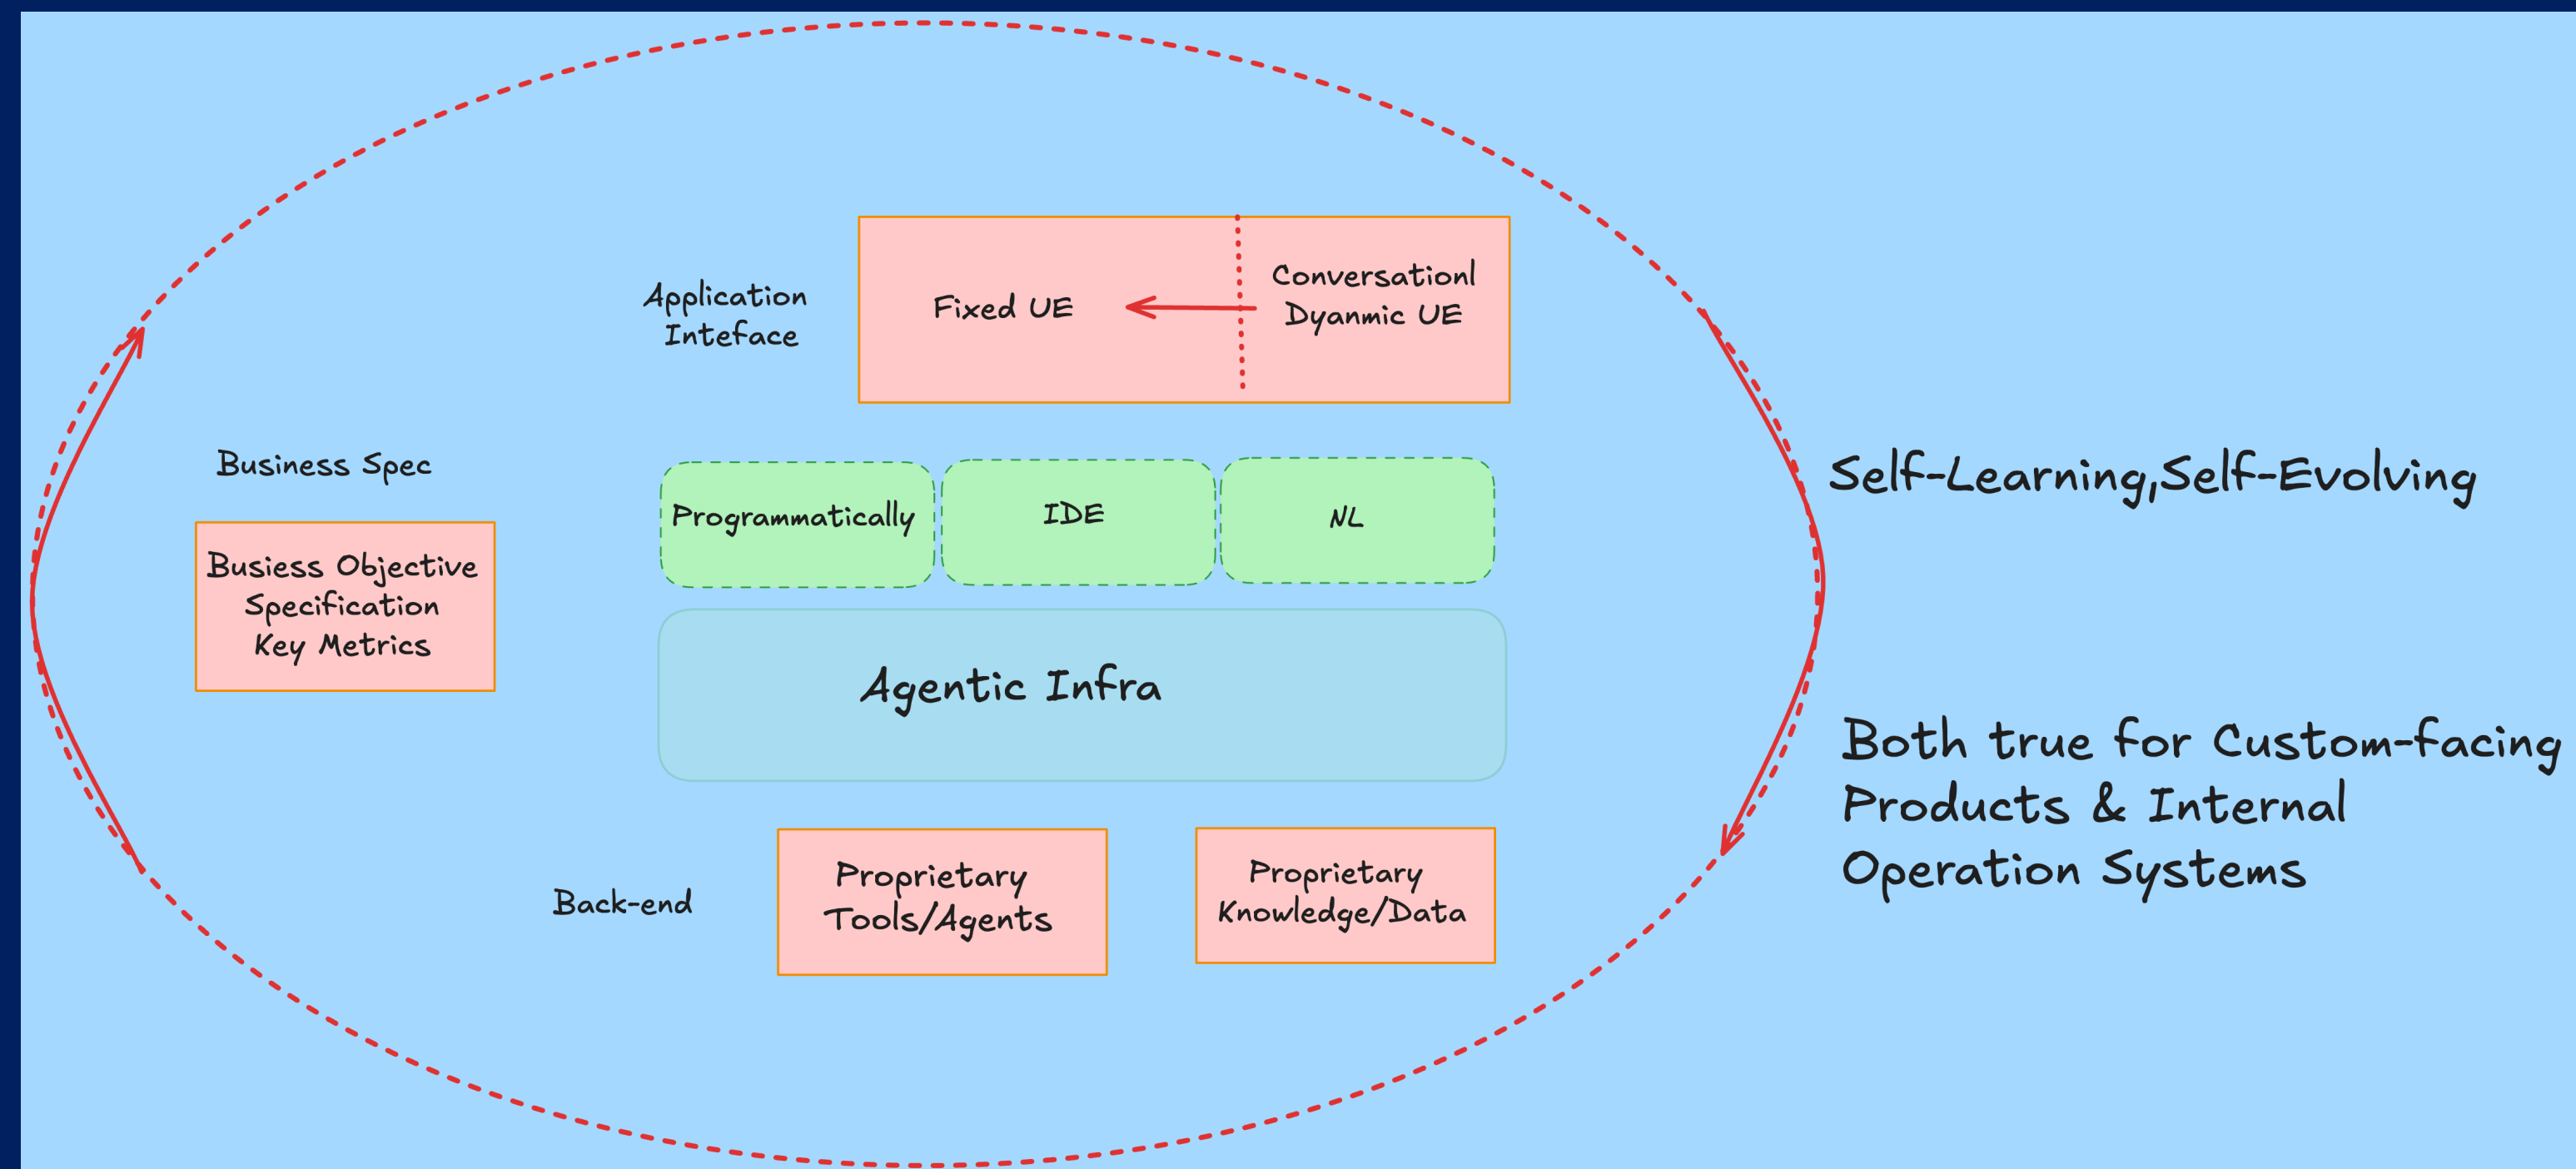 Application
Inteface
Fixed UE
Conversationl
Dyanmic UE
Business Spec
Busiess Objective
Specification
Key Metrics
Programmatically
IDE
NL
Agentic Infra
Back-end
Proprietary
Tools/Agents
Proprietary
Knowledge/Data
Self-Learning,Self-Evolving
Both true for Custom-facing
Products & Internal
Operation Systems